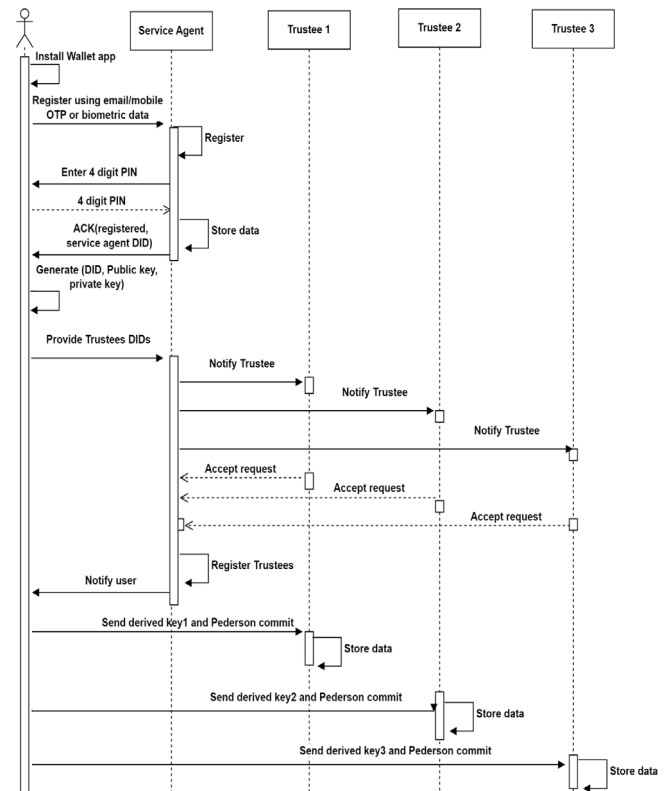 Service Agent
Trustee 1
Trustee 2
Trustee 3
Install Wallet app
Register using email/mobile
OTP or biometric data
Register
Enter 4 digit PIN
4 digit PIN
ACK(registered,
service agent DID)
Store data
Generate (DID, Public key,
private key)
Provide Trustees DIDs
Notify Trustee
Notify Trustee
Notify Trustee
Accept request
Accept request
Accept request
Register Trustees
Notify user
Send derived key1 and Pederson commit
Store data
Send derived key2 and Pederson commit
Store data
Send derived key3 and Pederson commit
Store data